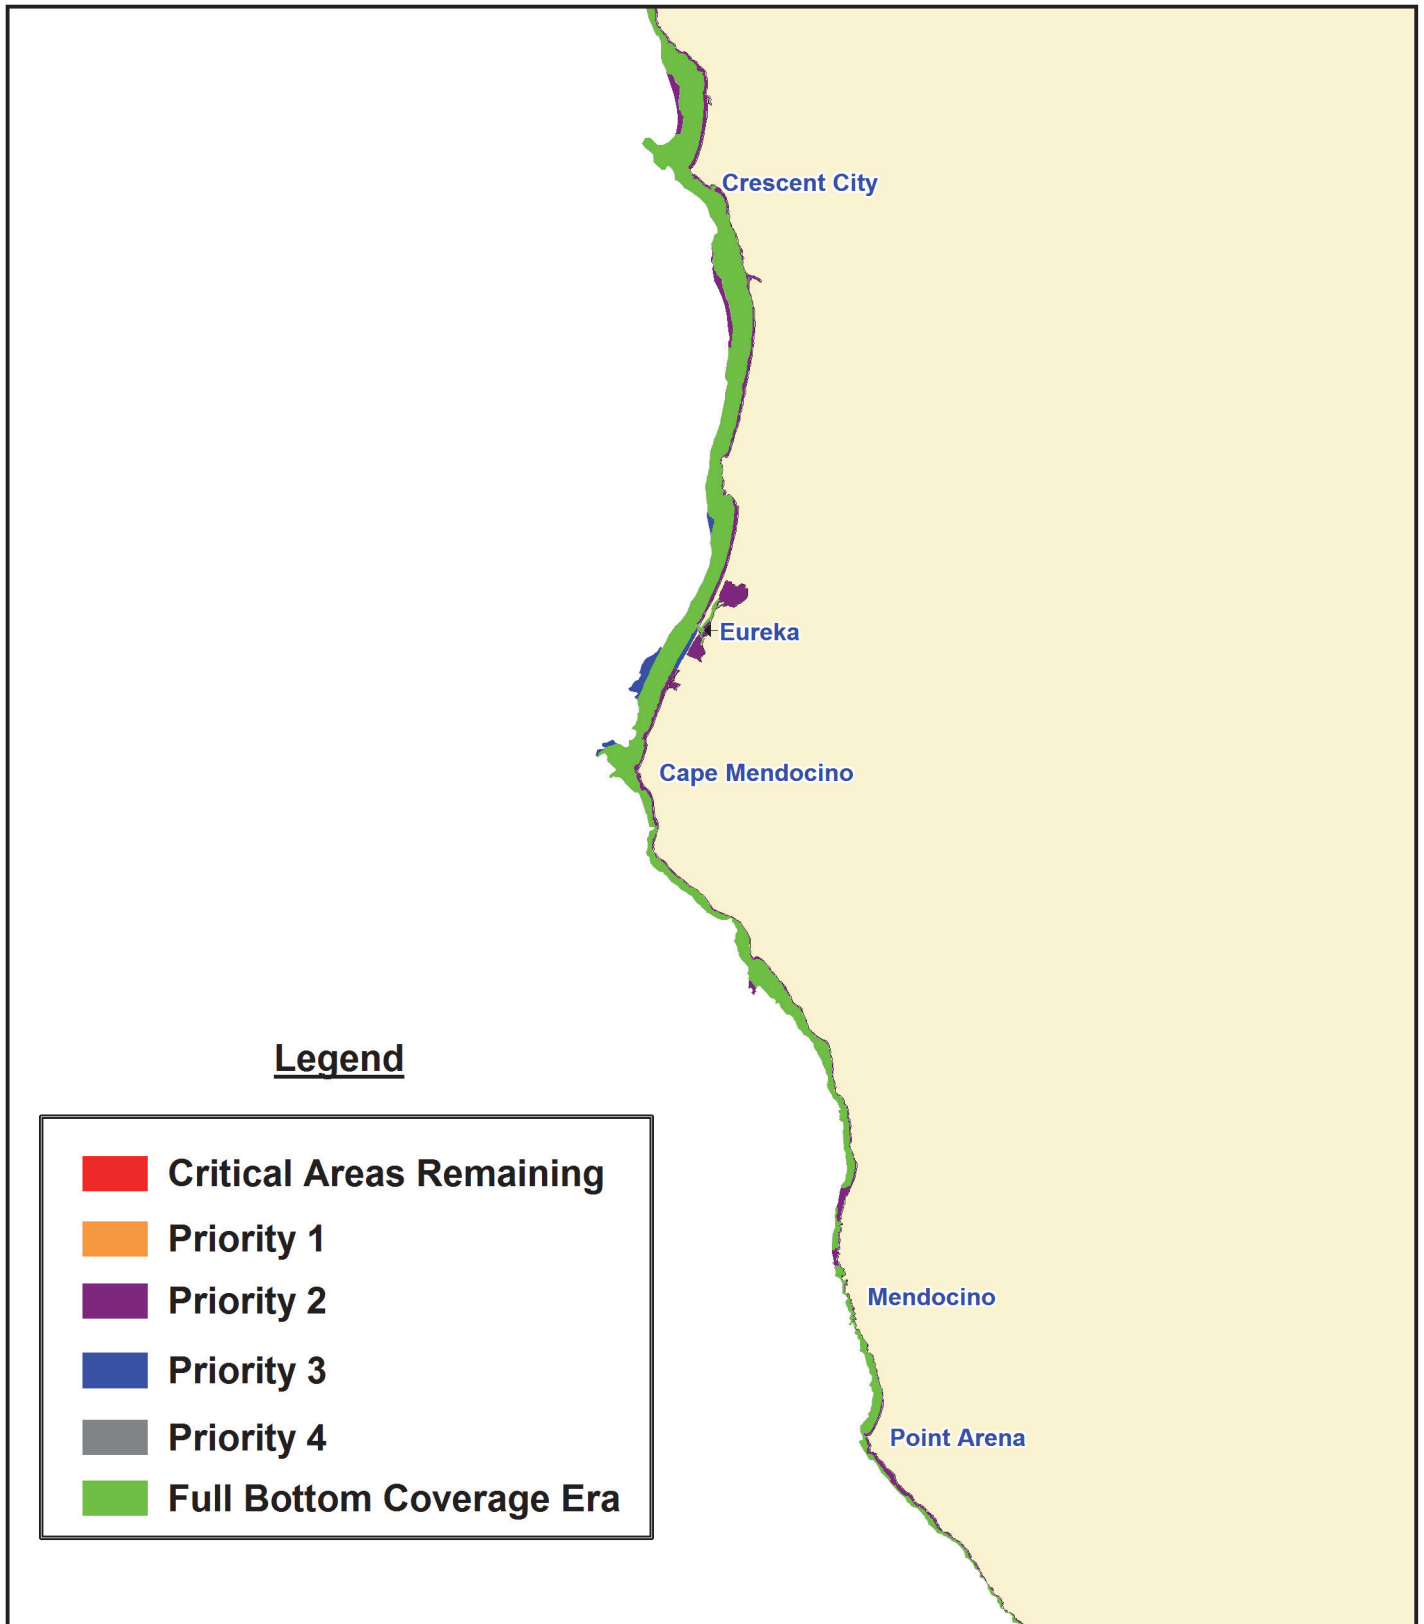 Crescent City
Eureka
Cape Mendocino
Legend
Critical Areas Remaining
Priority 1
Priority 2
Priority 3
Priority 4
Full Bottom Coverage Era
Mendocino
Point Arena